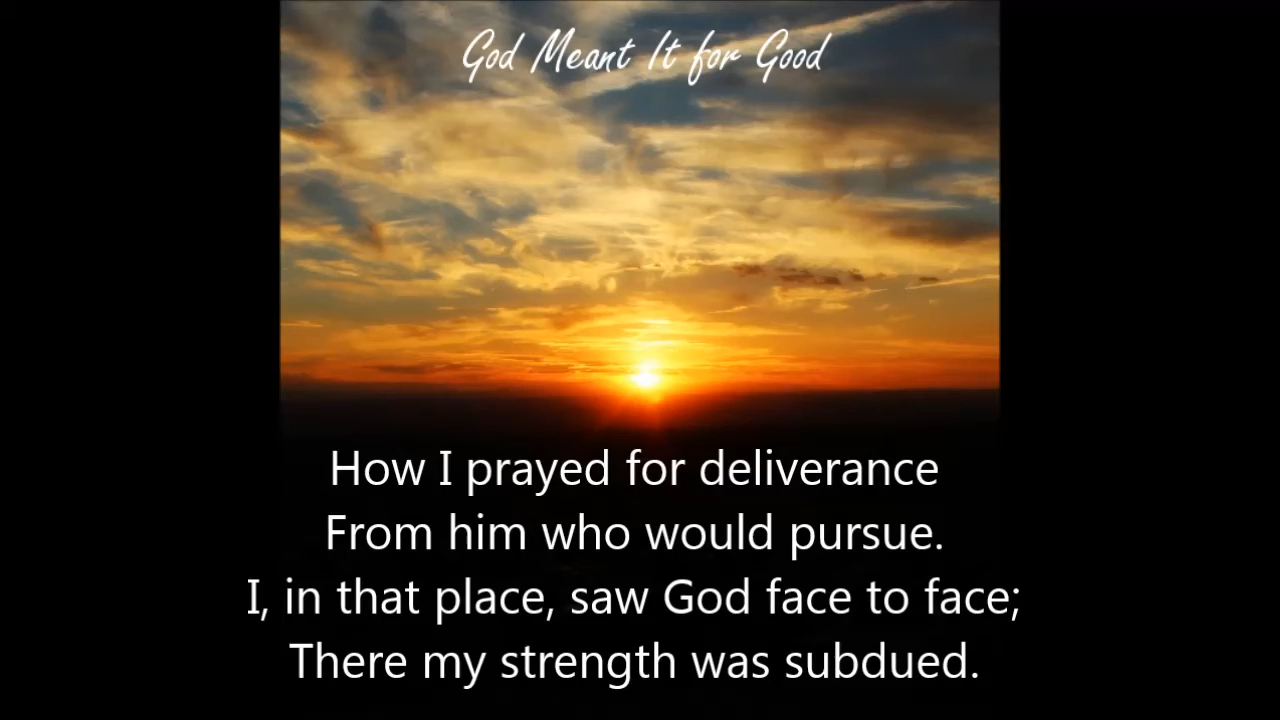 God Meant It for Good
How I prayed for deliverance
From him who would pursue.
I, in that place, saw God face to face;
There my strength was subdued.